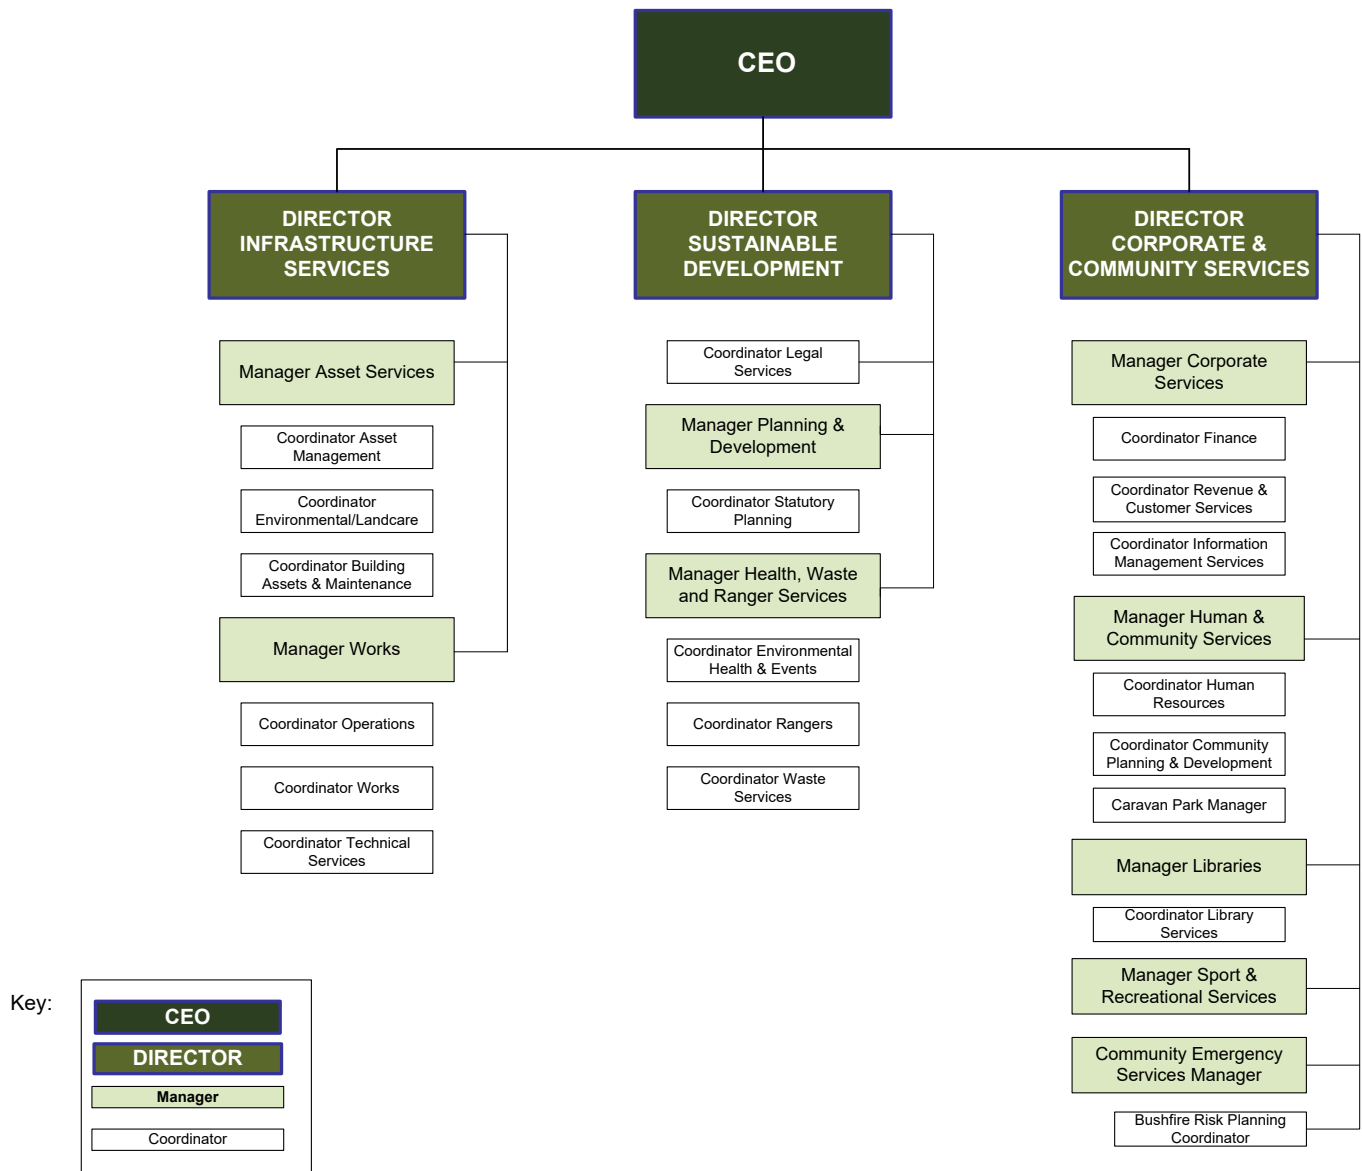 CEO
DIRECTOR
INFRASTRUCTURE
SERVICES
Manager Asset Services
Coordinator Asset
Management
Coordinator
Environmental/Landcare
Coordinator Building
Assets & Maintenance
Manager Works
Coordinator Operations
Coordinator Works
Coordinator Technical
Services
DIRECTOR
SUSTAINABLE
DEVELOPMENT
Coordinator Legal
Services
Manager Planning &
Development
Coordinator Statutory
Planning
Manager Health, Waste
and Ranger Services
Coordinator Environmental
Health & Events
Coordinator Rangers
Coordinator Waste
Services
DIRECTOR
CORPORATE &
COMMUNITY SERVICES
Manager Corporate
Services
Coordinator Finance
Coordinator Revenue &
Customer Services
Coordinator Information
Management Services
Manager Human &
Community Services
Coordinator Human
Resources
Coordinator Community
Planning & Development
Caravan Park Manager
Manager Libraries
Coordinator Library
Services
Manager Sport &
Recreational Services
Community Emergency
Services Manager
Bushfire Risk Planning
Coordinator
Key:
CEO
DIRECTOR
Manager
Coordinator